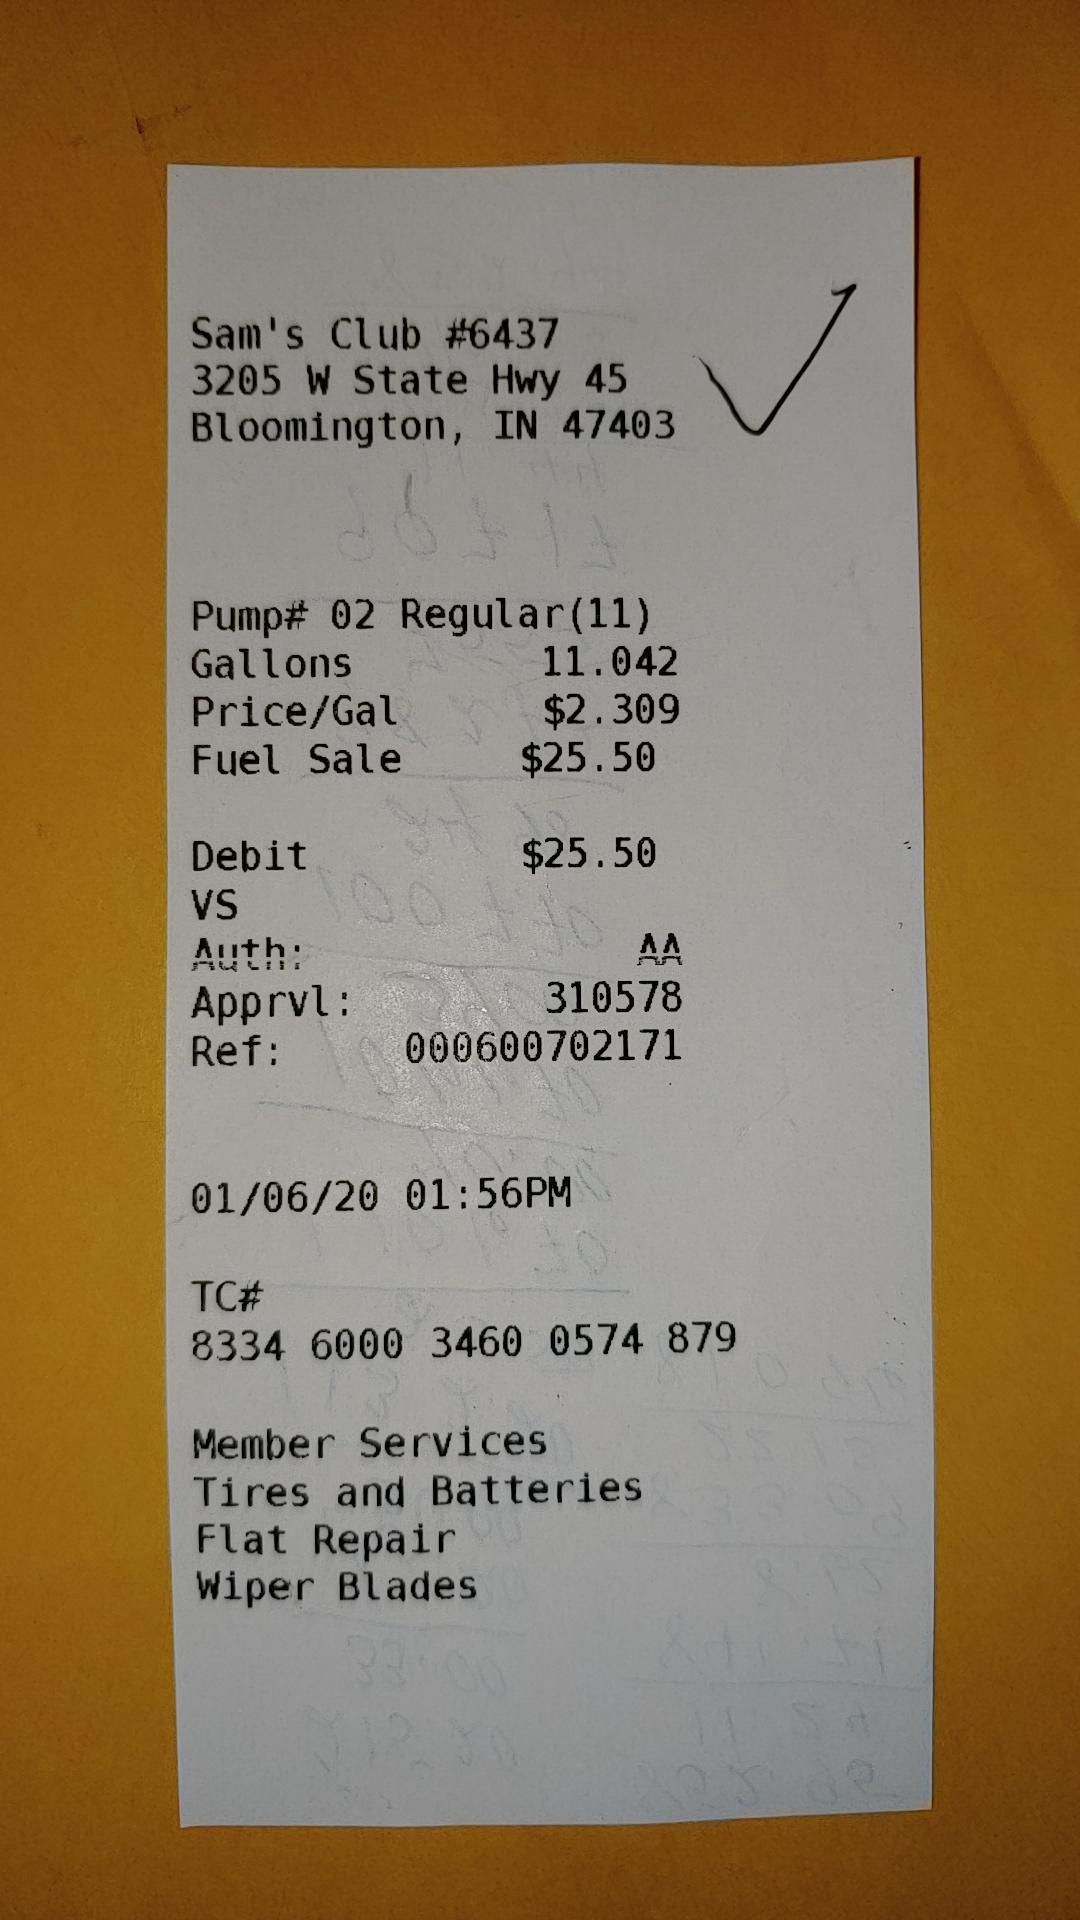 Sam's Club #6437
3205 W State Hwy 45
Bloomington, IN 47403
Pump# 02 Regular(11)
Gallons 11.042
Price/Gal $2.309
Fuel Sale $25.50
Debit $25.50
VS
Auth: AA
Apprvl: 310578
Ref: 000600702171
01/06/20 01:56PM
TC#
8334 6000 3460 0574 879
Member Services
Tires and Batteries
Flat Repair
Wiper Blades